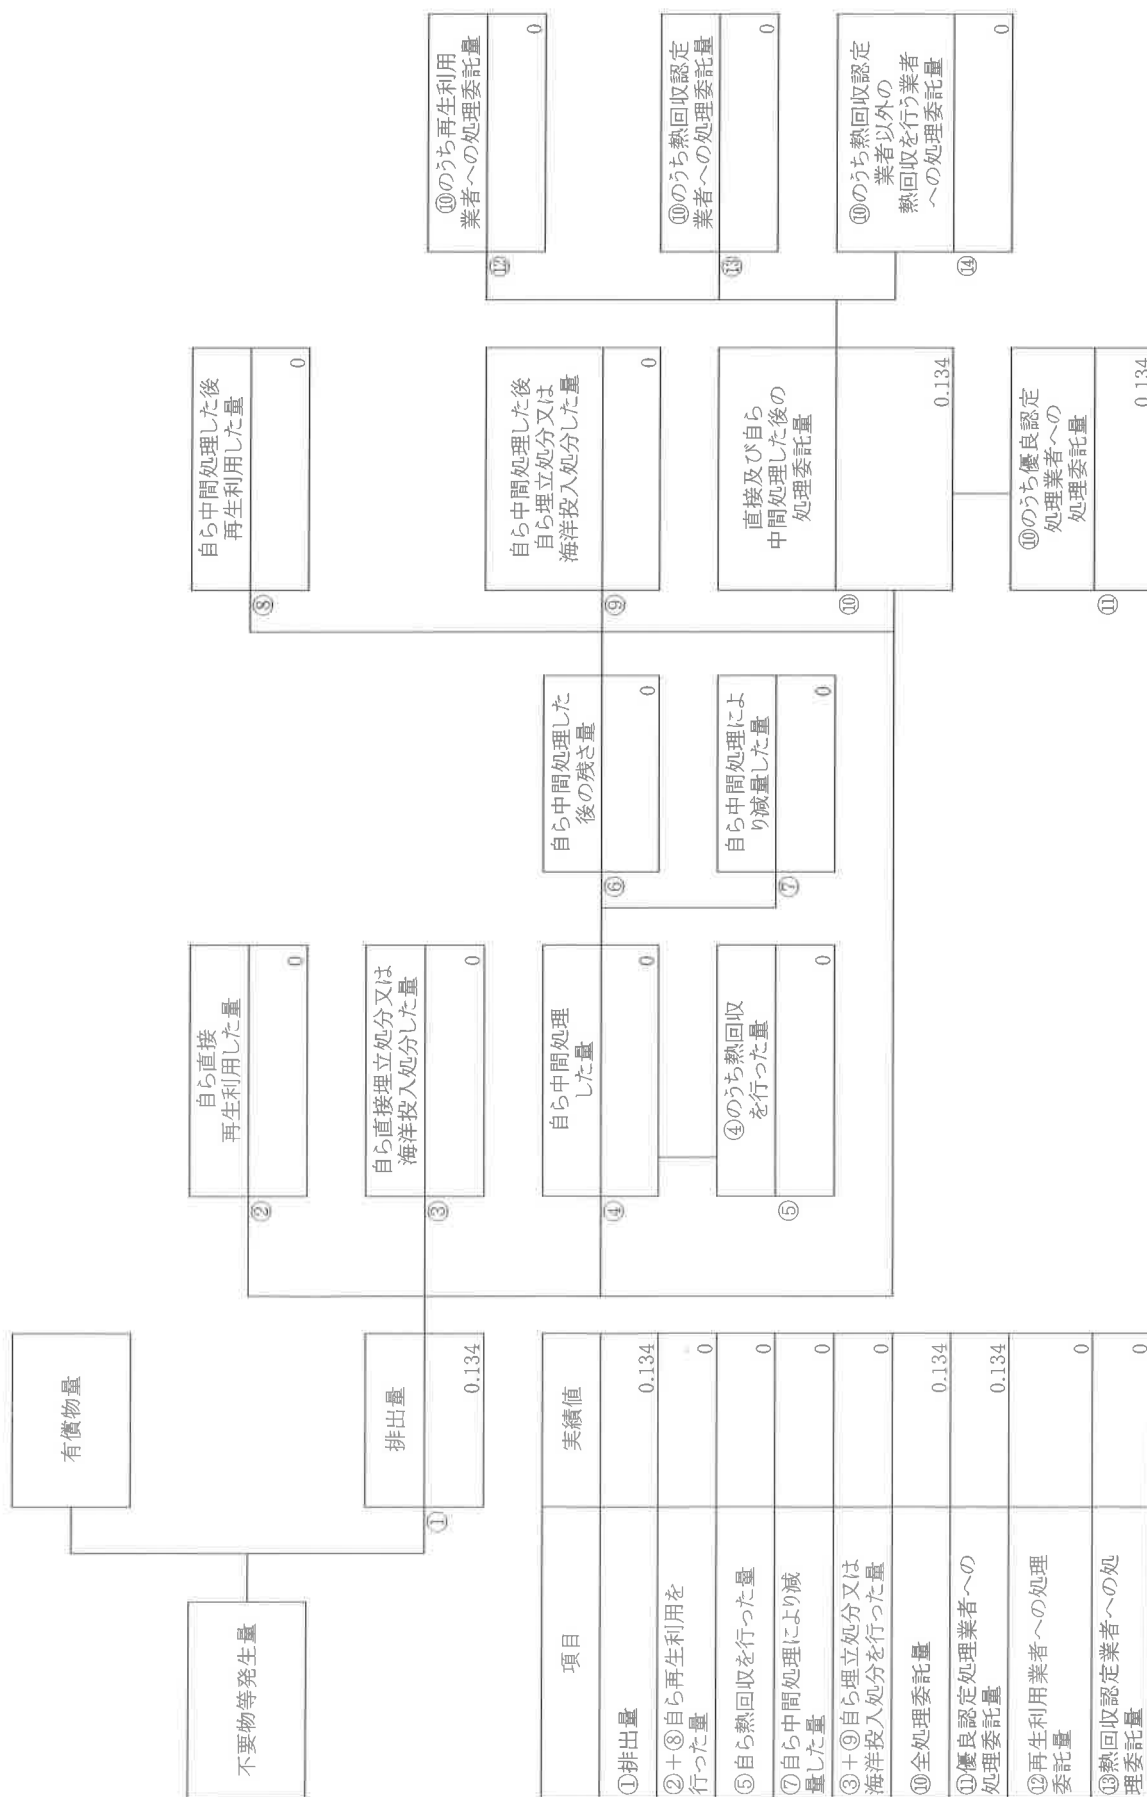 不要物等発生量
有償物量
①
排出量
0.134
②
自ら直接
再生利用した量
0
③
自ら直接埋立処分又は
海洋投入処分した量
0
④
自ら中間処理
した量
0
⑤
④のうち熱回収
を行った量
0
⑥
自ら中間処理した
後の残さ量
0
⑦
自ら中間処理によ
り減量した量
0
⑧
自ら中間処理した後
再生利用した量
0
⑨
自ら中間処理した後
自ら埋立処分又は
海洋投入処分した量
0
⑩
直接及び自ら
中間処理した後の
処理委託量
0.134
⑪
⑩のうち優良認定
処理業者への
処理委託量
0.134
⑫
⑩のうち再生利用
業者への処理委託量
0
⑬
⑩のうち熱回収認定
業者への処理委託量
0
⑭
⑩のうち熱回収認定
業者以外の
熱回収を行う業者
への処理委託量
0
項目
実績値
①排出量
0.134
②+⑧自ら再生利用を
行った量
0
⑤自ら熱回収を行った量
0
⑦自ら中間処理により減
量した量
0
③+⑨自ら埋立処分又は
海洋投入処分を行った量
0
⑩全処理委託量
0.134
⑪優良認定処理業者への
処理委託量
0.134
⑫再生利用業者への処理
委託量
0
⑬熱回収認定業者への処
理委託量
0